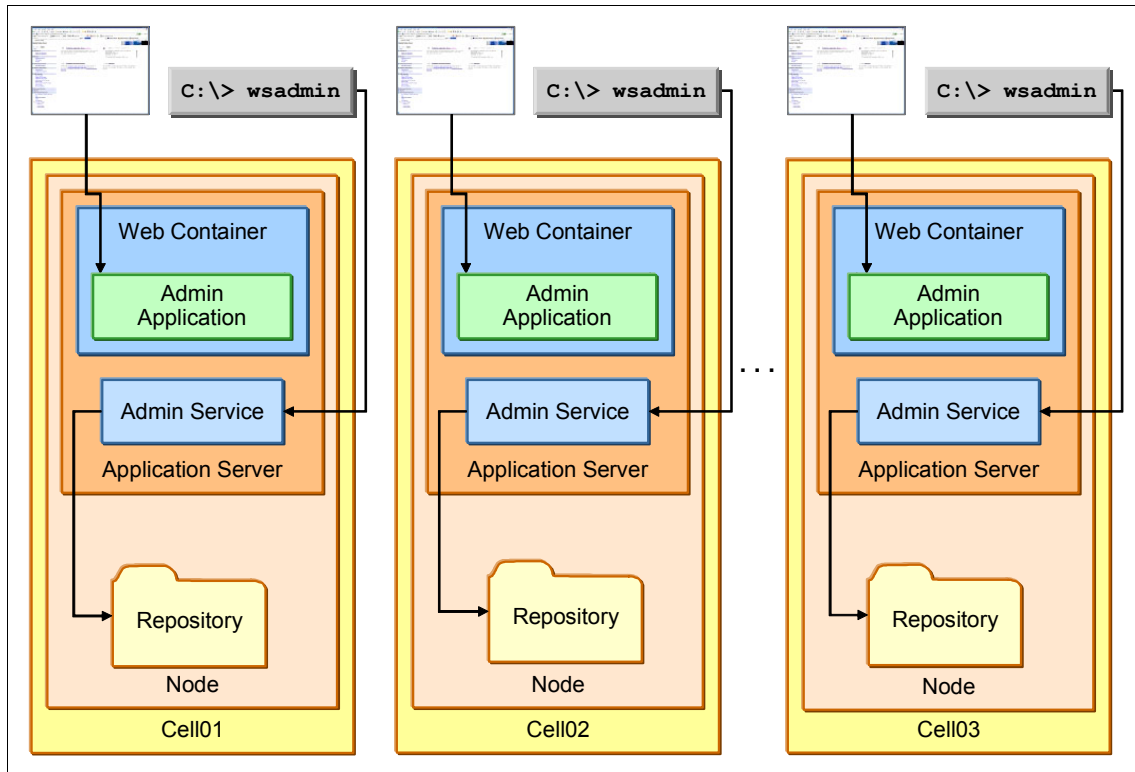 C:\> wsadmin
Web Container
Admin
Application
Admin Service
Application Server
Repository
Node
Cell01
C:\> wsadmin
Web Container
Admin
Application
Admin Service
Application Server
Repository
Node
Cell02
. . .
C:\> wsadmin
Web Container
Admin
Application
Admin Service
Application Server
Repository
Node
Cell03